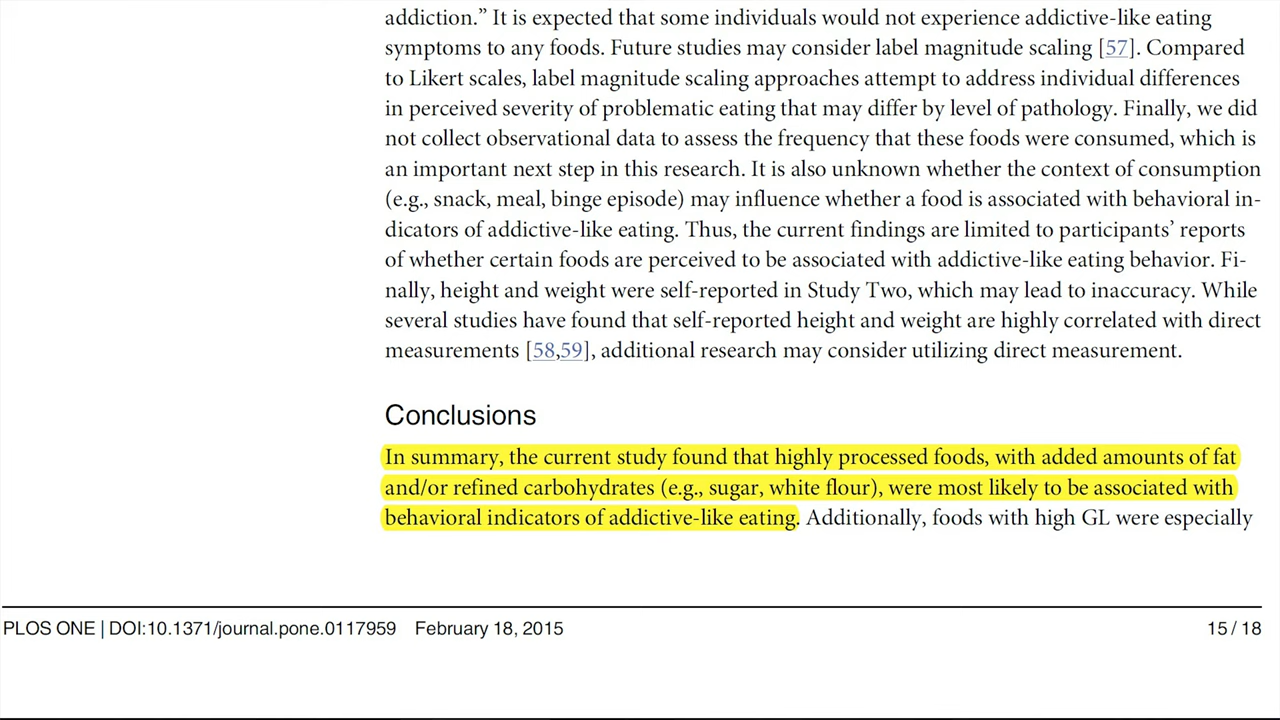 addiction.” It is expected that some individuals would not experience addictive-like eating
symptoms to any foods. Future studies may consider label magnitude scaling [57]. Compared
to Likert scales, label magnitude scaling approaches attempt to address individual differences
in perceived severity of problematic eating that may differ by level of pathology. Finally, we did
not collect observational data to assess the frequency that these foods were consumed, which is
an important next step in this research. It is also unknown whether the context of consumption
(e.g., snack, meal, binge episode) may influence whether a food is associated with behavioral in-
dicators of addictive-like eating. Thus, the current findings are limited to participants’ reports
of whether certain foods are perceived to be associated with addictive-like eating behavior. Fi-
nally, height and weight were self-reported in Study Two, which may lead to inaccuracy. While
several studies have found that self-reported height and weight are highly correlated with direct
measurements [58,59], additional research may consider utilizing direct measurement.
Conclusions
In summary, the current study found that highly processed foods, with added amounts of fat
and/or refined carbohydrates (e.g., sugar, white flour), were most likely to be associated with
behavioral indicators of addictive-like eating. Additionally, foods with high GL were especially
PLOS ONE | DOI:10.1371/journal.pone.0117959 February 18, 2015 15 / 18